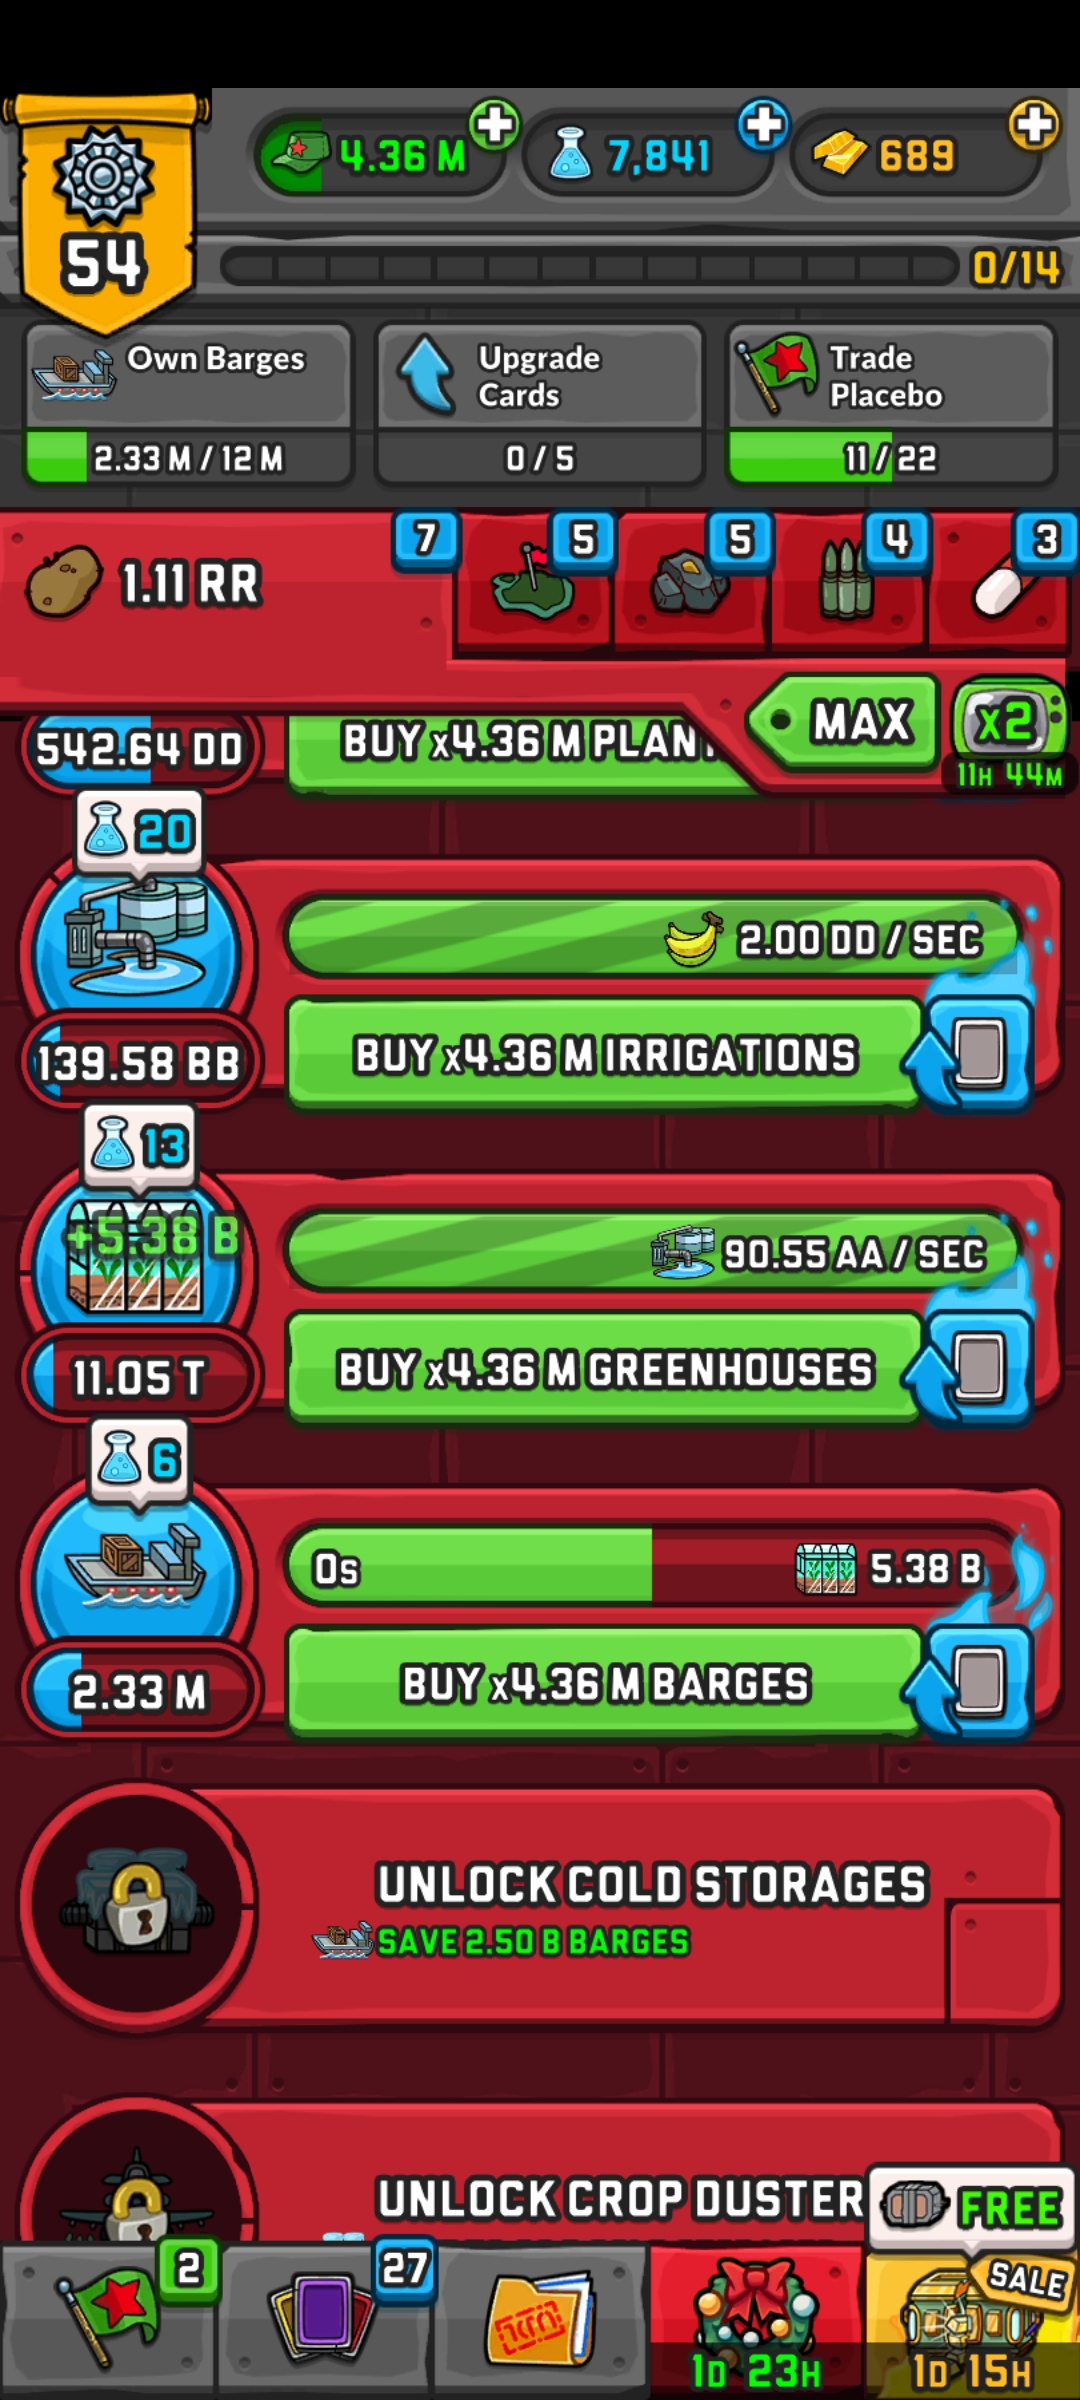 4.36 M
7,841
689
54
0/14
Own Barges
2.33 M / 12 M
Upgrade
Cards
0 / 5
Trade
Placebo
11 / 22
1.11 RR
7
5
5
4
3
MAX
x2
11H 44M
542.64 DD
BUY x4.36 M PLANT
20
2.00 DD / SEC
139.58 BB
BUY x4.36 M IRRIGATIONS
13
+5.38 B
90.55 AA / SEC
11.05 T
BUY x4.36 M GREENHOUSES
6
0s
5.38 B
2.33 M
BUY x4.36 M BARGES
UNLOCK COLD STORAGES
SAVE 2.50 B BARGES
UNLOCK CROP DUSTER
FREE
2
27
SALE
1D 23H
1D 15H